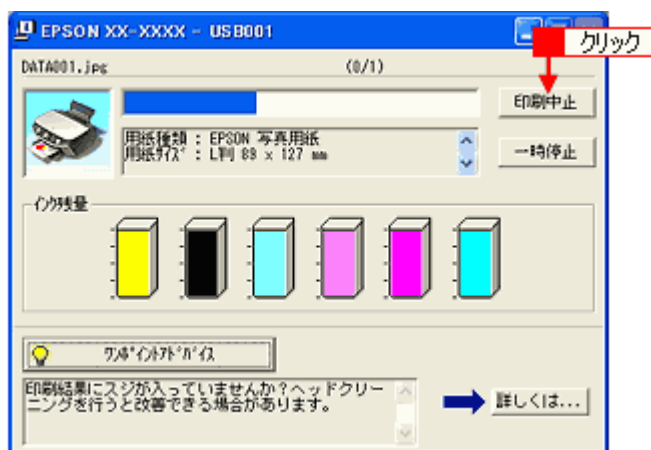 EPSON XX-XXXX - USB001
クリック
DATA001.jpg (0/1)
印刷中止
用紙種類 : EPSON 写真用紙
用紙ｻｲｽﾞ : L判 89 x 127 mm
一時停止
ｲﾝｸ残量
ﾜﾝﾎﾟｲﾝﾄｱﾄﾞﾊﾞｲｽ
印刷結果にスジが入っていませんか？ヘッドクリー
ニングを行うと改善できる場合があります。
詳しくは...